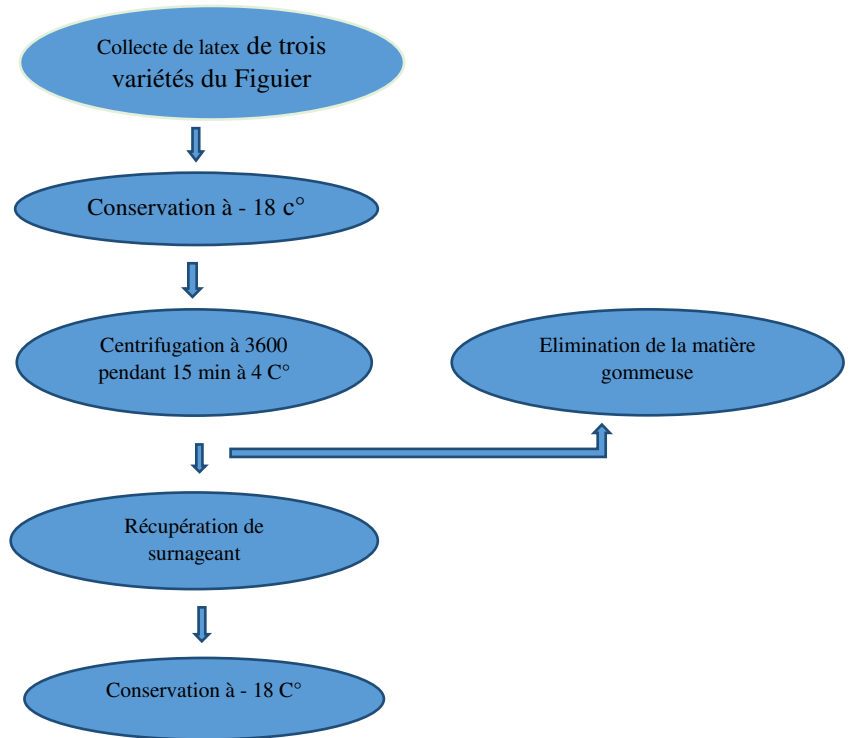 Collecte de latex de trois
variétés du Figuier
Conservation à - 18 c°
Centrifugation à 3600
pendant 15 min à 4 C°
Elimination de la matière
gommeuse
Récupération de
surnageant
Conservation à - 18 C°